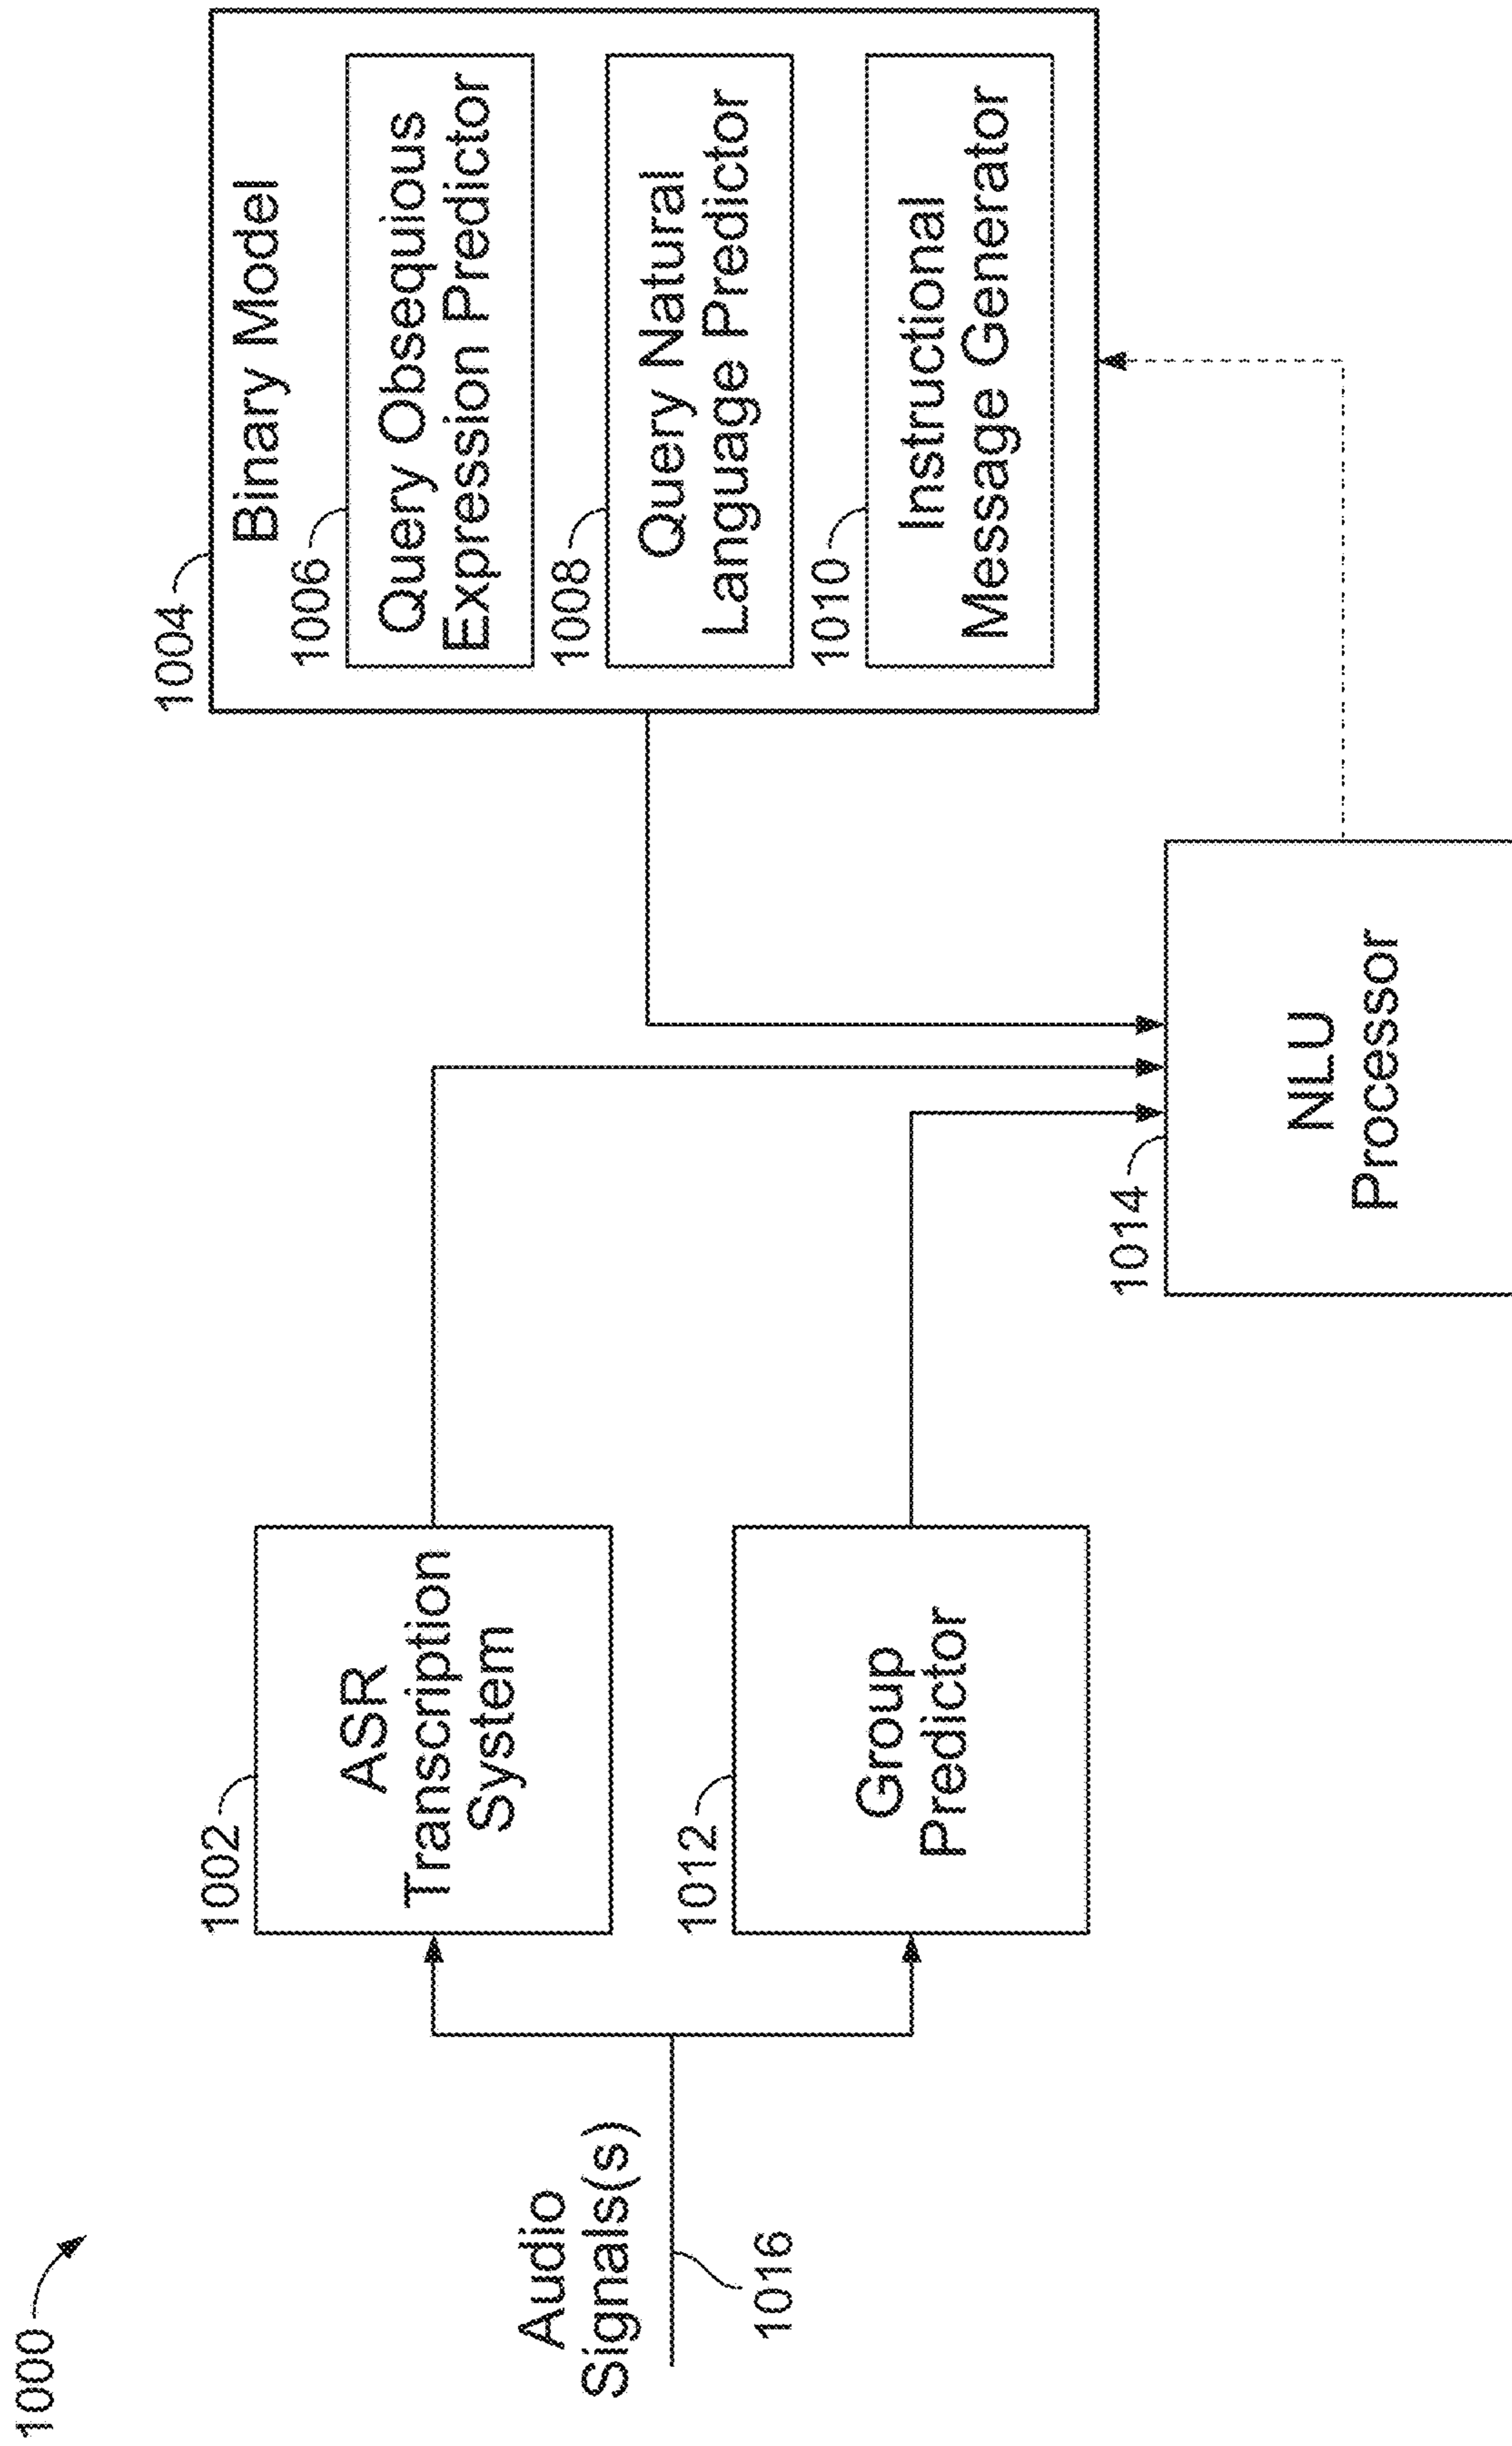 1000
Audio
Signals(s)
1016
1002
ASR
Transcription
System
1012
Group
Predictor
1014
NLU
Processor
1004
Binary Model
1006
Query Obsequious
Expression Predictor
1008
Query Natural
Language Predictor
1010
Instructional
Message Generator